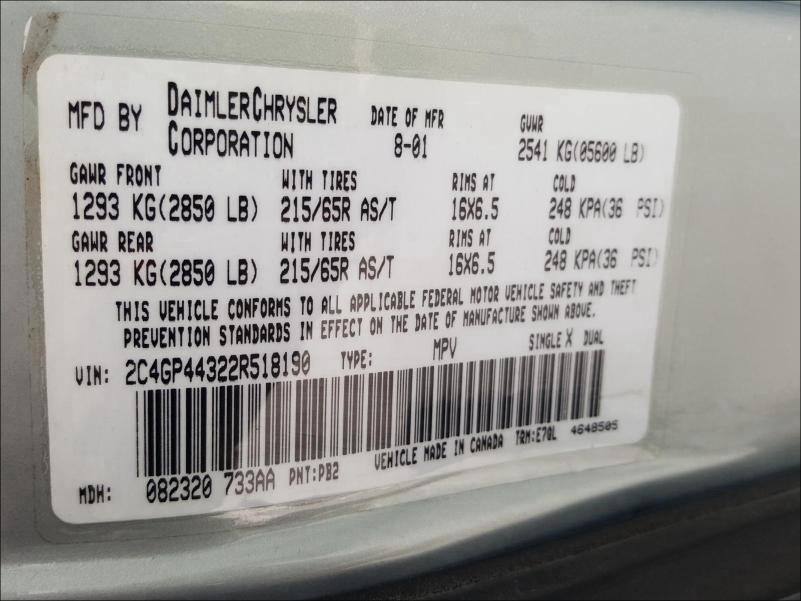 MFD BY DAIMLERCHRYSLER CORPORATION DATE OF MFR 8-01 GVWR 2541 KG(05600 LB)
GAWR FRONT WITH TIRES RIMS AT COLD
1293 KG(2850 LB) 215/65R AS/T 16X6.5 248 KPA(36 PSI)
GAWR REAR WITH TIRES RIMS AT COLD
1293 KG(2850 LB) 215/65R AS/T 16X6.5 248 KPA(36 PSI)
THIS VEHICLE CONFORMS TO ALL APPLICABLE FEDERAL MOTOR VEHICLE SAFETY AND THEFT
PREVENTION STANDARDS IN EFFECT ON THE DATE OF MANUFACTURE SHOWN ABOVE.
VIN: 2C4GP44322R518190 TYPE: MPV SINGLE X DUAL
MDH: 082320 733AA PNT:PB2 VEHICLE MADE IN CANADA TRM:E7QL 4648505